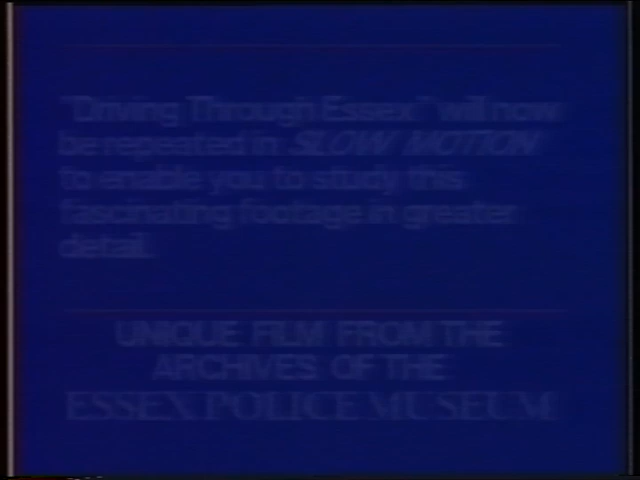 "Driving Through Essex" will now
be repeated in SLOW MOTION
to enable you to study this
fascinating footage in greater
detail.
UNIQUE FILM FROM THE
ARCHIVES OF THE
ESSEX POLICE MUSEUM